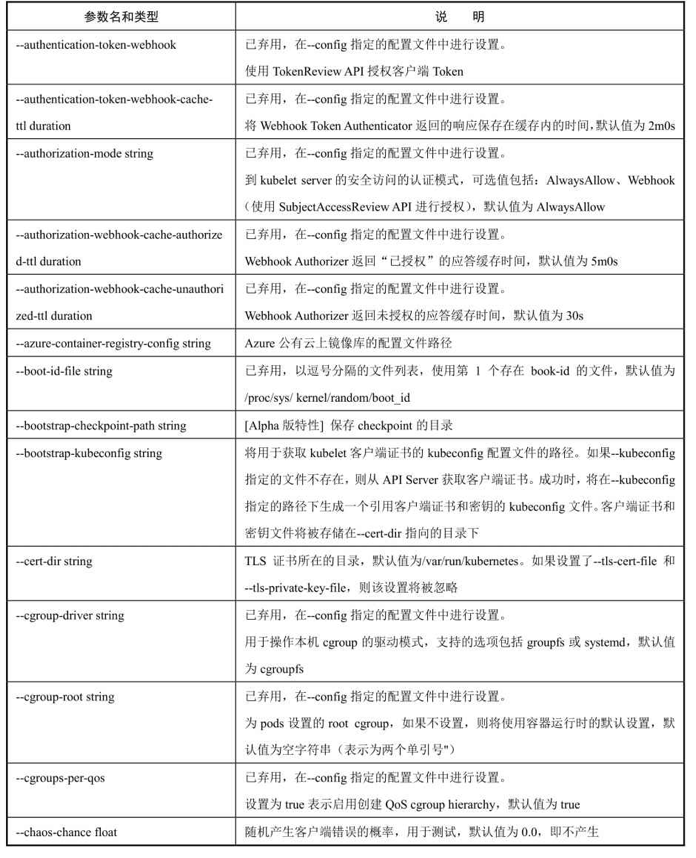 参数名和类型 说 明
--authentication-token-webhook 已弃用，在--config 指定的配置文件中进行设置。
使用 TokenReview API 授权客户端 Token
--authentication-token-webhook-cache- 已弃用，在--config 指定的配置文件中进行设置。
ttl duration 将 Webhook Token Authenticator 返回的响应保存在缓存内的时间，默认值为 2m0s
--authorization-mode string 已弃用，在--config 指定的配置文件中进行设置。
到 kubelet server 的安全访问的认证模式，可选值包括：AlwaysAllow、Webhook
（使用 SubjectAccessReview API 进行授权），默认值为 AlwaysAllow
--authorization-webhook-cache-authorize 已弃用，在--config 指定的配置文件中进行设置。
d-ttl duration Webhook Authorizer 返回“已授权”的应答缓存时间，默认值为 5m0s
--authorization-webhook-cache-unauthori 已弃用，在--config 指定的配置文件中进行设置。
zed-ttl duration Webhook Authorizer 返回未授权的应答缓存时间，默认值为 30s
--azure-container-registry-config string Azure 公有云上镜像库的配置文件路径
--boot-id-file string 已弃用，以逗号分隔的文件列表，使用第 1 个存在 book-id 的文件，默认值为
/proc/sys/ kernel/random/boot_id
--bootstrap-checkpoint-path string [Alpha 版特性] 保存 checkpoint 的目录
--bootstrap-kubeconfig string 将用于获取 kubelet 客户端证书的 kubeconfig 配置文件的路径。如果--kubeconfig
指定的文件不存在，则从 API Server 获取客户端证书。成功时，将在--kubeconfig
指定的路径下生成一个引用客户端证书和密钥的 kubeconfig 文件。客户端证书和
密钥文件将被存储在--cert-dir 指向的目录下
--cert-dir string TLS 证书所在的目录，默认值为/var/run/kubernetes。如果设置了--tls-cert-file 和
--tls-private-key-file，则该设置将被忽略
--cgroup-driver string 已弃用，在--config 指定的配置文件中进行设置。
用于操作本机 cgroup 的驱动模式，支持的选项包括 groupfs 或 systemd，默认值
为 cgroupfs
--cgroup-root string 已弃用，在--config 指定的配置文件中进行设置。
为 pods 设置的 root cgroup，如果不设置，则将使用容器运行时的默认设置，默
认值为空字符串（表示为两个单引号''）
--cgroups-per-qos 已弃用，在--config 指定的配置文件中进行设置。
设置为 true 表示启用创建 QoS cgroup hierarchy，默认值为 true
--chaos-chance float 随机产生客户端错误的概率，用于测试，默认值为 0.0，即不产生